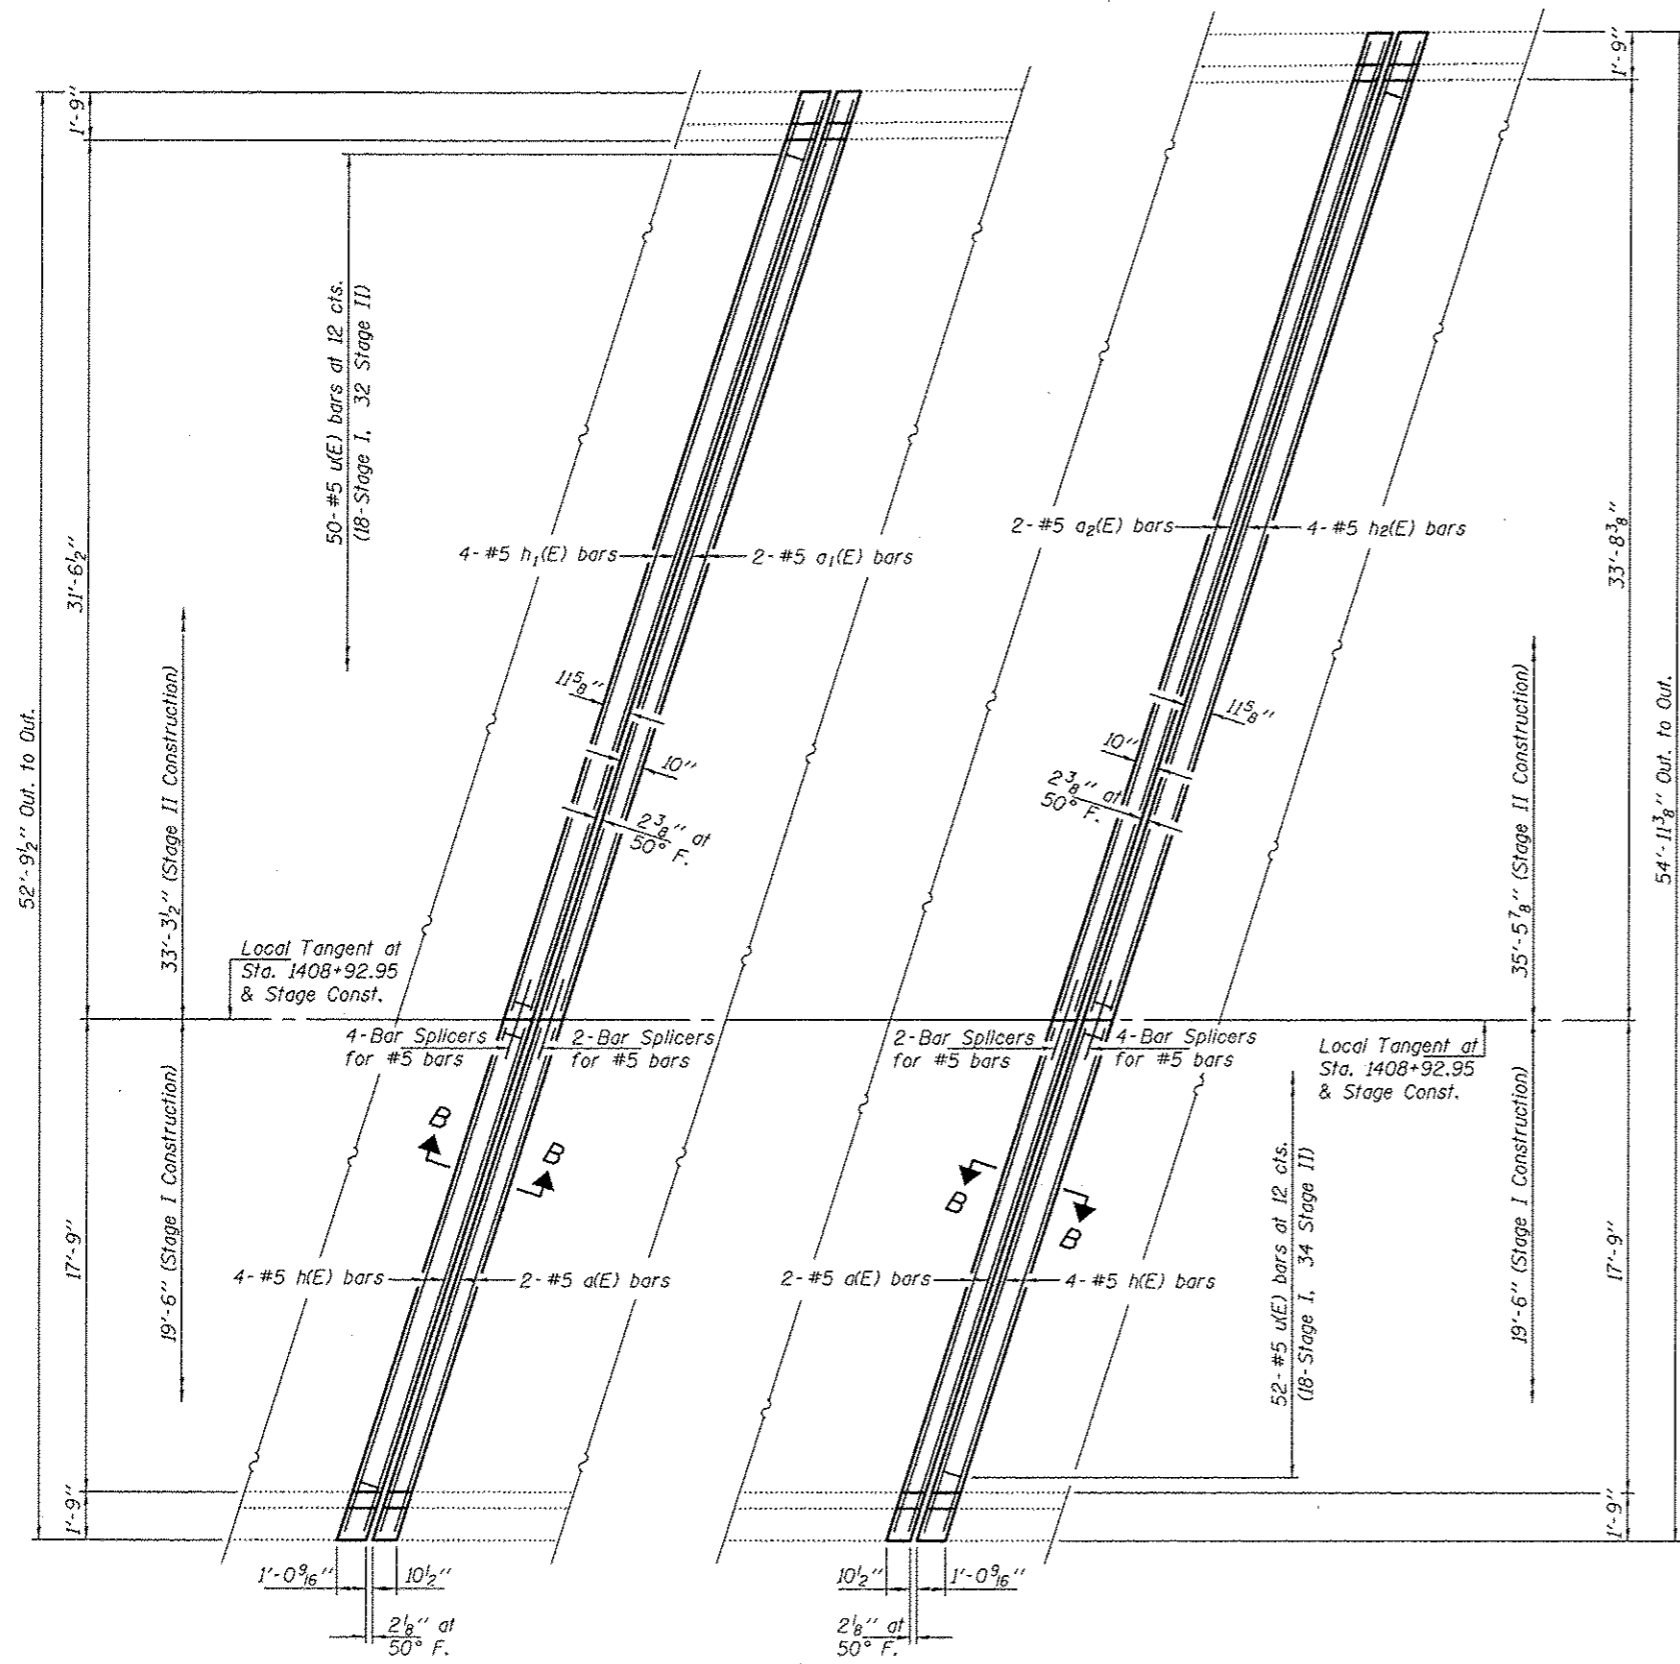 1'-9"
1'-9"
50-#5 u(E) bars at 12 cts.
(18-Stage I, 32 Stage II)
4-#5 h1(E) bars
2-#5 a1(E) bars
2-#5 a2(E) bars
4-#5 h2(E) bars
31'-6½"
33'-8⅜"
11⅝"
10"
2⅜" at
50° F.
11⅝"
10"
2⅜" at
50° F.
52'-9½" Out. to Out.
33'-3½" (Stage II Construction)
35'-5⅞" (Stage II Construction)
54'-11⅜" Out. to Out.
Local Tangent at
Sta. 1408+92.95
& Stage Const.
4-Bar Splicers
for #5 bars
2-Bar Splicers
for #5 bars
2-Bar Splicers
for #5 bars
4-Bar Splicers
for #5 bars
Local Tangent at
Sta. 1408+92.95
& Stage Const.
B
B
B
B
17'-9"
19'-6" (Stage I Construction)
52-#5 u(E) bars at 12 cts.
(18-Stage I, 34 Stage II)
19'-6" (Stage I Construction)
17'-9"
4-#5 h(E) bars
2-#5 a(E) bars
2-#5 a(E) bars
4-#5 h(E) bars
1'-9"
1'-9"
1'-0 9/16"
10½"
2⅛" at
50° F.
10½"
1'-0 9/16"
2⅛" at
50° F.